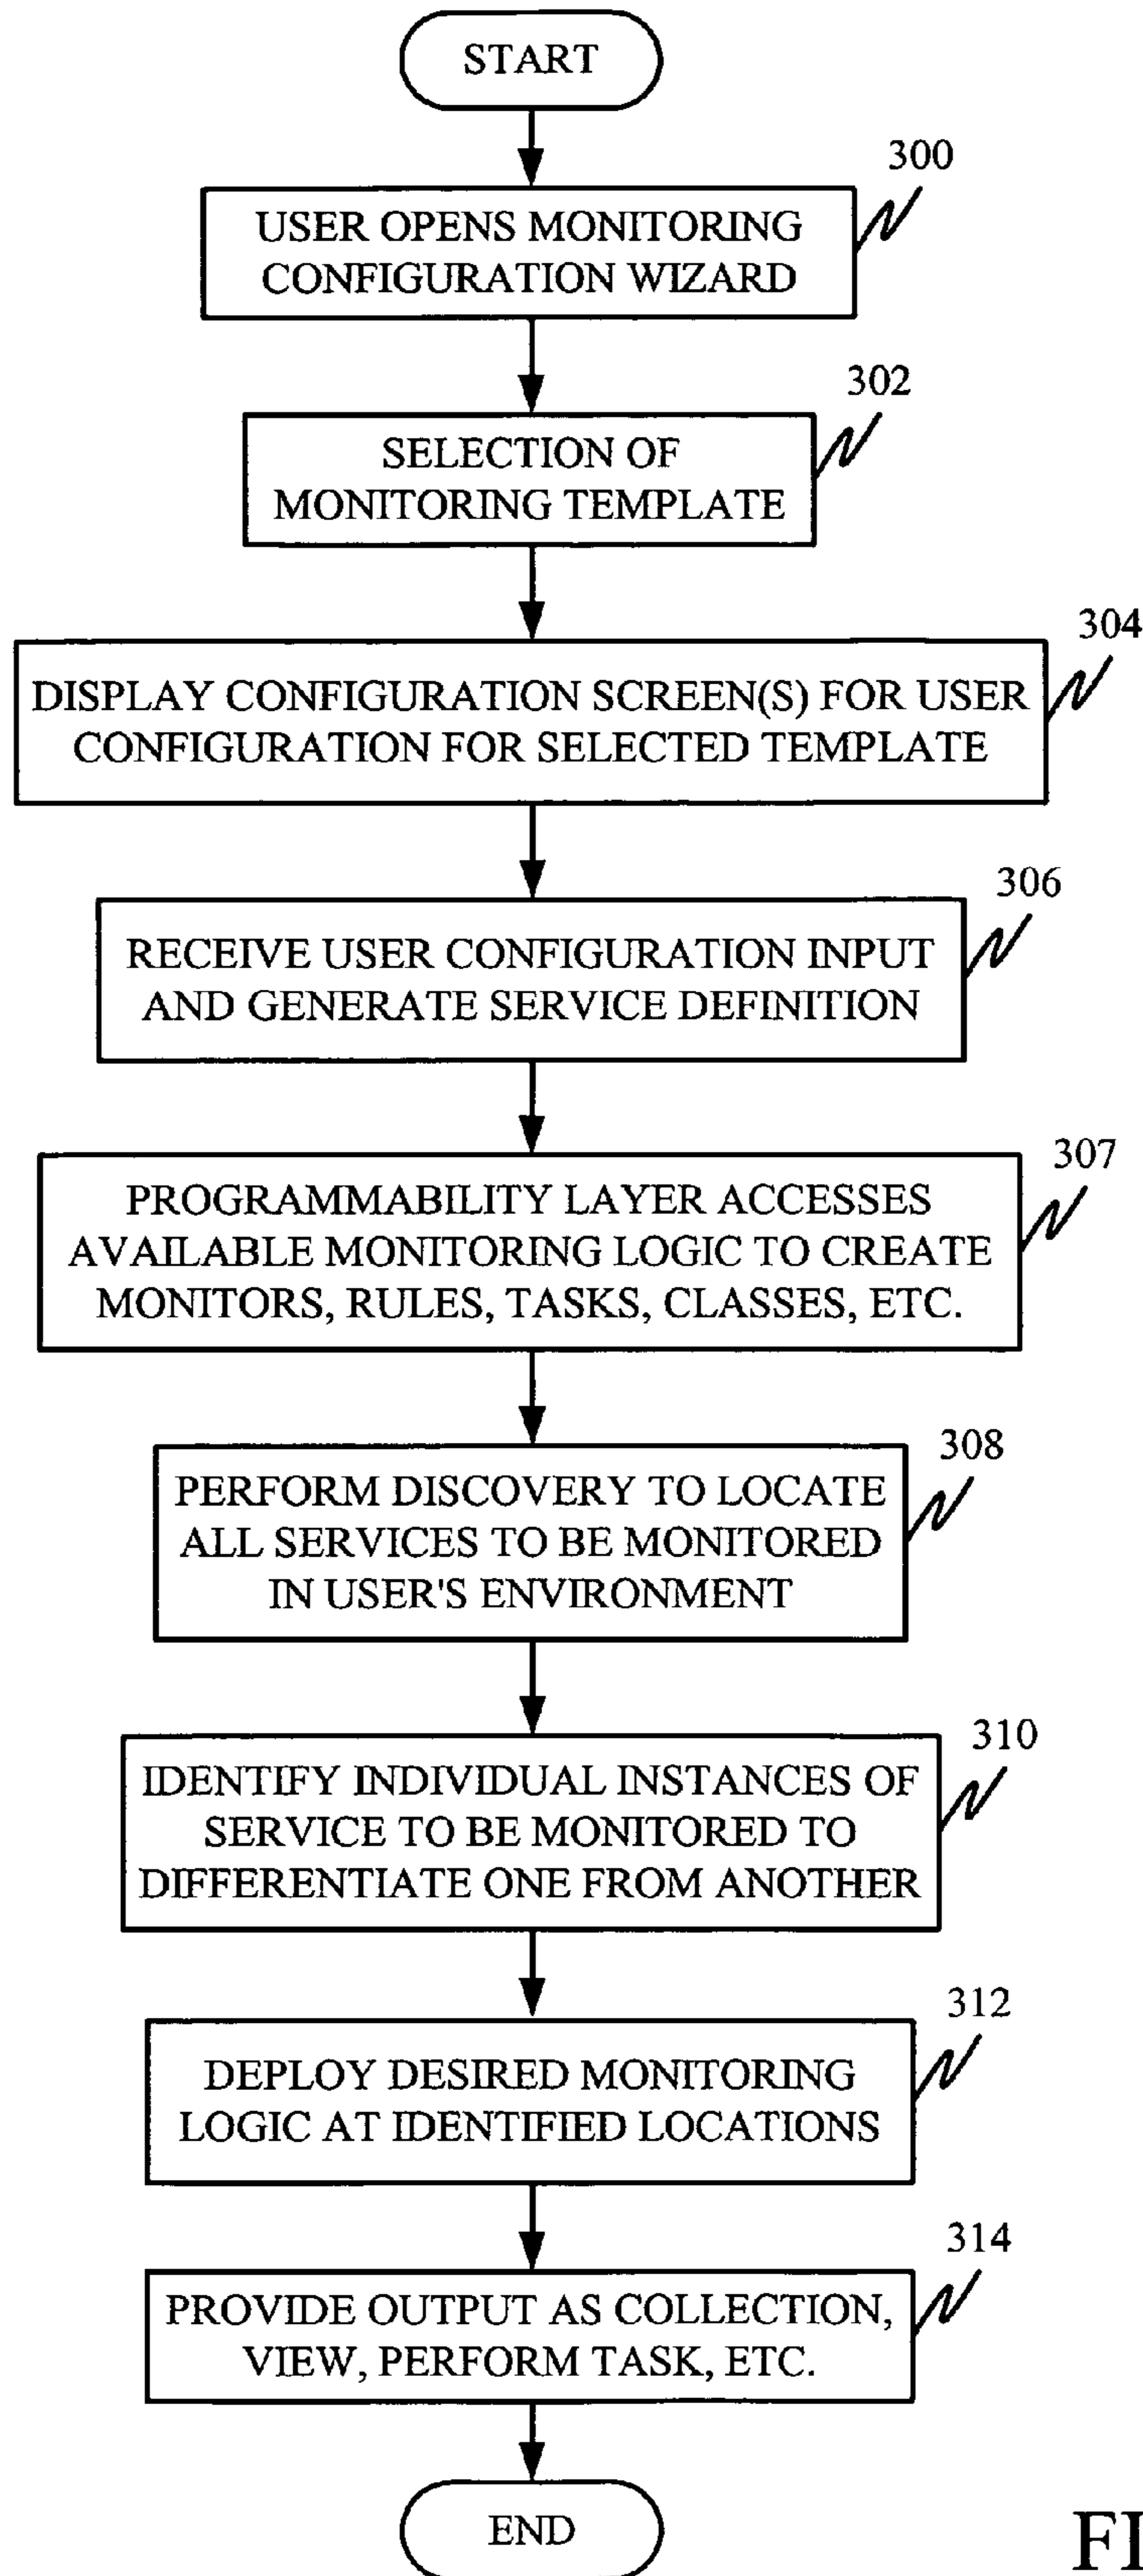 START
300
USER OPENS MONITORING
CONFIGURATION WIZARD
302
SELECTION OF
MONITORING TEMPLATE
304
DISPLAY CONFIGURATION SCREEN(S) FOR USER
CONFIGURATION FOR SELECTED TEMPLATE
306
RECEIVE USER CONFIGURATION INPUT
AND GENERATE SERVICE DEFINITION
307
PROGRAMMABILITY LAYER ACCESSES
AVAILABLE MONITORING LOGIC TO CREATE
MONITORS, RULES, TASKS, CLASSES, ETC.
308
PERFORM DISCOVERY TO LOCATE
ALL SERVICES TO BE MONITORED
IN USER'S ENVIRONMENT
310
IDENTIFY INDIVIDUAL INSTANCES OF
SERVICE TO BE MONITORED TO
DIFFERENTIATE ONE FROM ANOTHER
312
DEPLOY DESIRED MONITORING
LOGIC AT IDENTIFIED LOCATIONS
314
PROVIDE OUTPUT AS COLLECTION,
VIEW, PERFORM TASK, ETC.
END